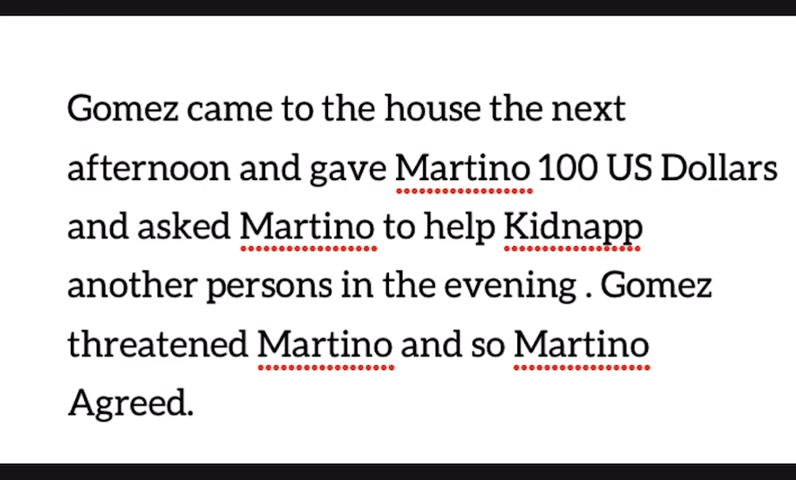 Gomez came to the house the next
afternoon and gave Martino 100 US Dollars
and asked Martino to help Kidnapp
another persons in the evening . Gomez
threatened Martino and so Martino
Agreed.